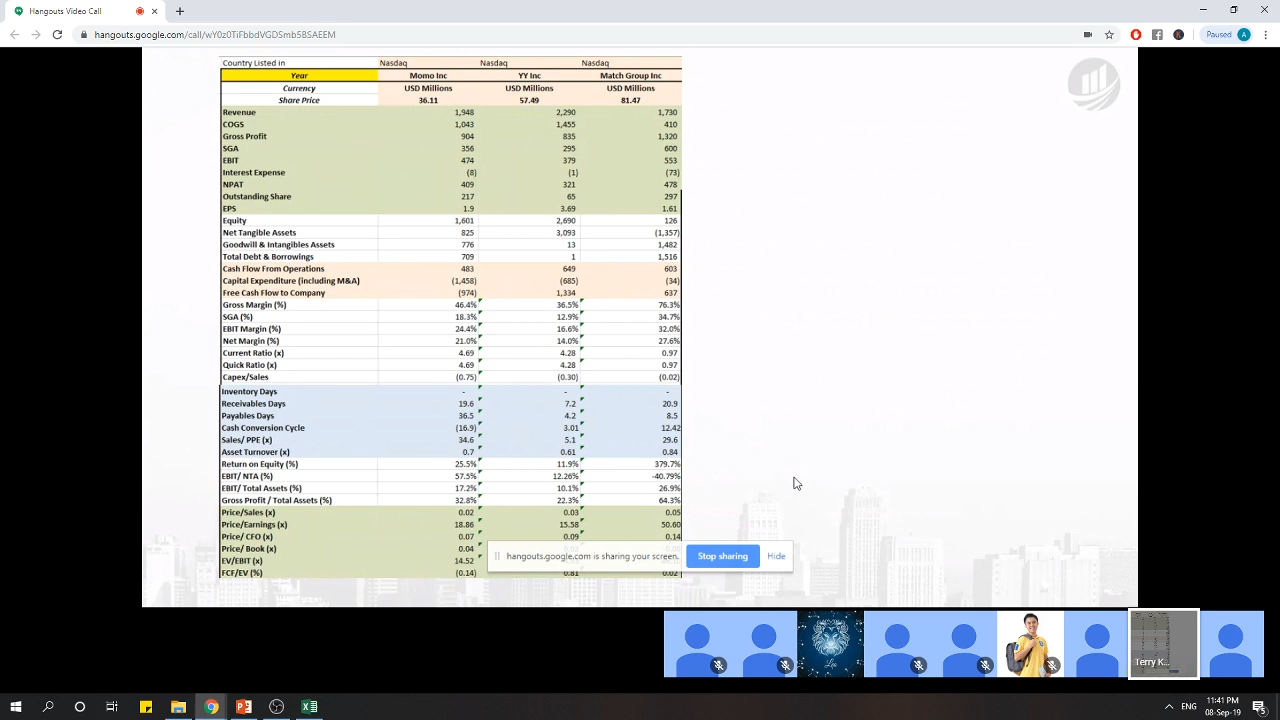 Hangouts
Hangouts Video Call
hangouts.google.com/call/wY0z0TiFbbdVGDSmb5BSAEEM
Paused A
Country Listed in Nasdaq Nasdaq Nasdaq
Year Momo Inc YY Inc Match Group Inc
Currency USD Millions USD Millions USD Millions
Share Price 36.11 57.49 81.47
Revenue 1,948 2,290 1,730
COGS 1,043 1,455 410
Gross Profit 904 835 1,320
SGA 356 295 600
EBIT 474 379 553
Interest Expense (8) (1) (73)
NPAT 409 321 478
Outstanding Share 217 65 297
EPS 1.9 3.69 1.61
Equity 1,601 2,690 126
Net Tangible Assets 825 3,093 (1,357)
Goodwill & Intangibles Assets 776 13 1,482
Total Debt & Borrowings 709 1 1,516
Cash Flow From Operations 483 649 603
Capital Expenditure (Including M&A) (1,458) (685) (34)
Free Cash Flow to Company (974) 1,334 637
Gross Margin (%) 46.4% 36.5% 76.3%
SGA (%) 18.3% 12.9% 34.7%
EBIT Margin (%) 24.4% 16.6% 32.0%
Net Margin (%) 21.0% 14.0% 27.6%
Current Ratio (x) 4.69 4.28 0.97
Quick Ratio (x) 4.69 4.28 0.97
Capex/Sales (0.75) (0.30) (0.02)
Inventory Days - - -
Receivables Days 19.6 7.2 20.9
Payables Days 36.5 4.2 8.5
Cash Conversion Cycle (16.9) 3.01 12.42
Sales/ PPE (x) 34.6 5.1 29.6
Asset Turnover (x) 0.7 0.61 0.84
Return on Equity (%) 25.5% 11.9% 379.7%
EBIT/ NTA (%) 57.5% 12.26% -40.79%
EBIT/ Total Assets (%) 17.2% 10.1% 26.9%
Gross Profit / Total Assets (%) 32.8% 22.3% 64.3%
Price/Sales (x) 0.02 0.03 0.05
Price/Earnings (x) 18.86 15.58 50.60
Price/ CFO (x) 0.07 0.09 0.14
Price/ Book (x) 0.04
EV/EBIT (x) 14.52
FCF/EV (%) (0.14) 0.81 0.02
hangouts.google.com is sharing your screen. Stop sharing Hide
Terry K...
11:41 PM